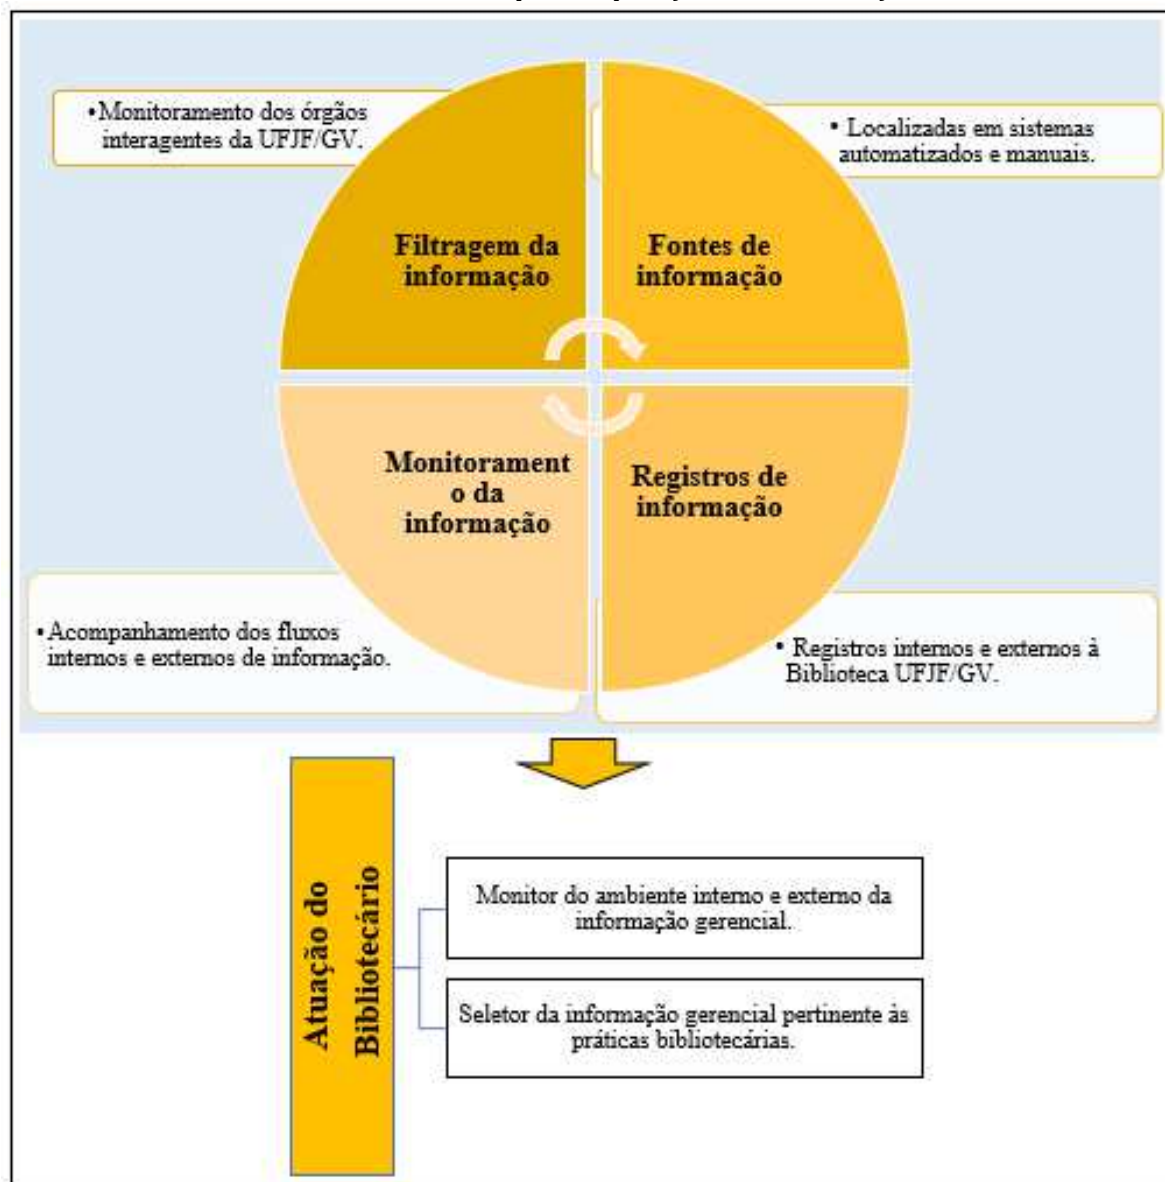 •Monitoramento dos órgãos
interagentes da UFJF/GV.
• Localizadas em sistemas
automatizados e manuais.
Filtragem da
informação
Fontes de
informação
Monitorament
o da
informação
Registros de
informação
•Acompanhamento dos fluxos
internos e externos de informação.
• Registros internos e externos à
Biblioteca UFJF/GV.
Atuação do
Bibliotecário
Monitor do ambiente interno e externo da
informação gerencial.
Seletor da informação gerencial pertinente às
práticas bibliotecárias.